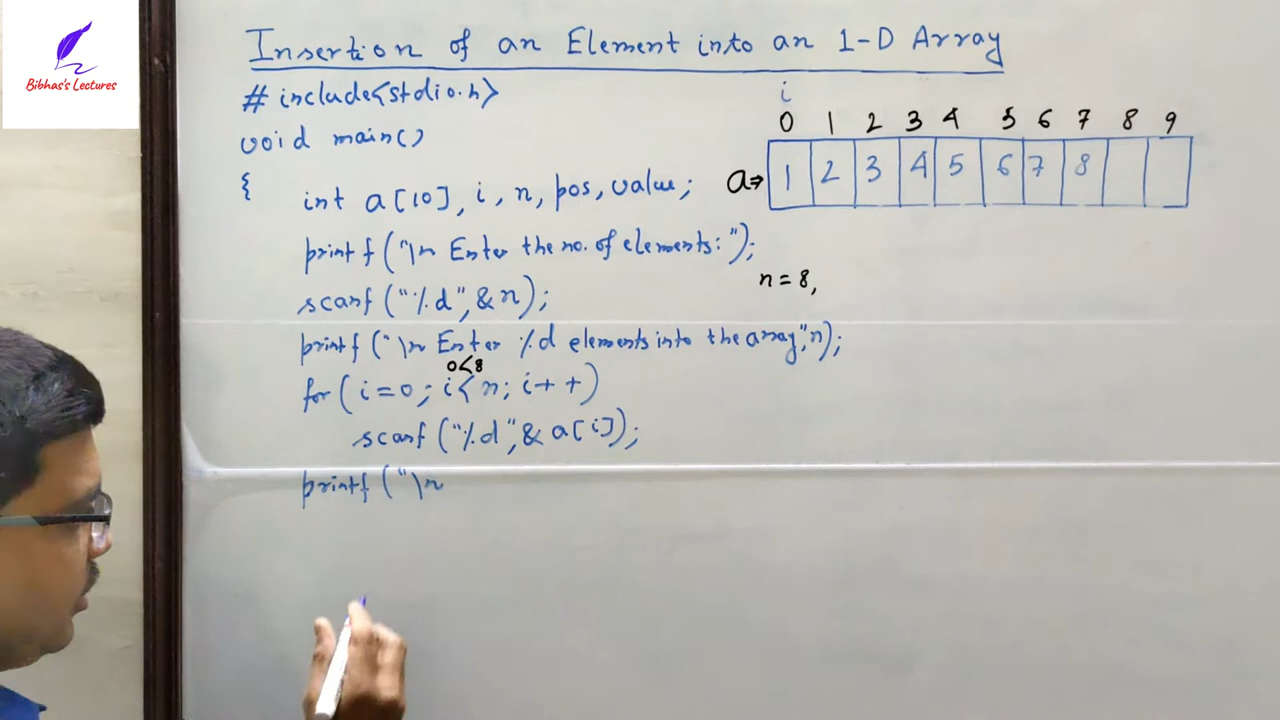 Bibhas's Lectures
Insertion of an Element into an 1-D Array
#include<stdio.h>
void main()
{
int a[10], i, n, pos, value;
printf("\n Enter the no. of elements:");
scanf("%d",&n);
printf("\n Enter %d elements into the array",n);
0<8
for(i=0; i<n; i++)
scanf("%d",&a[i]);
printf("\n
i
0 1 2 3 4 5 6 7 8 9
a⇒ 1 2 3 4 5 6 7 8
n=8,